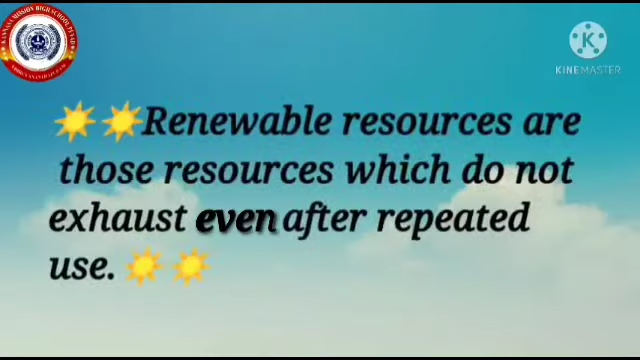 KINEMASTER
☀️☀️Renewable resources are
those resources which do not
exhaust even after repeated
use. ☀️☀️